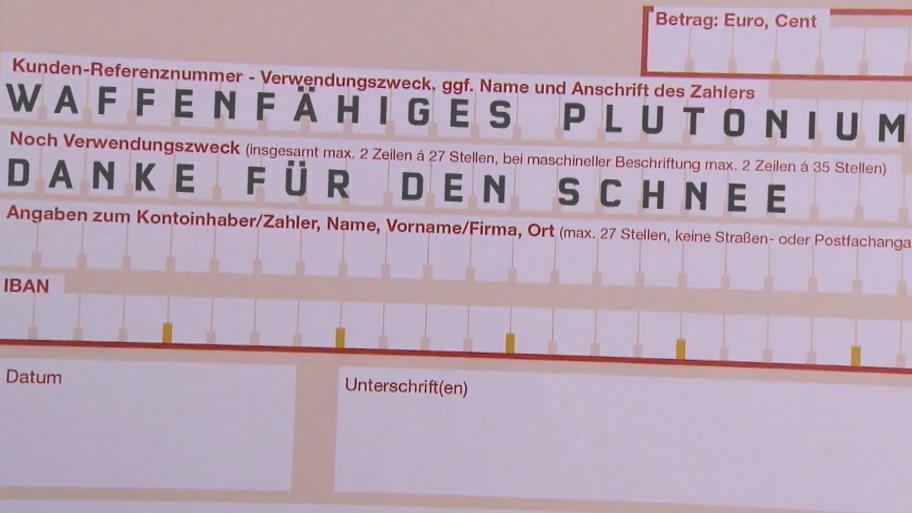 Betrag: Euro, Cent
Kunden-Referenznummer - Verwendungszweck, ggf. Name und Anschrift des Zahlers
WAFFENFÄHIGES PLUTONIUM
Noch Verwendungszweck (insgesamt max. 2 Zeilen á 27 Stellen, bei maschineller Beschriftung max. 2 Zeilen á 35 Stellen)
DANKE FÜR DEN SCHNEE
Angaben zum Kontoinhaber/Zahler, Name, Vorname/Firma, Ort (max. 27 Stellen, keine Straßen- oder Postfachanga
IBAN
Datum
Unterschrift(en)